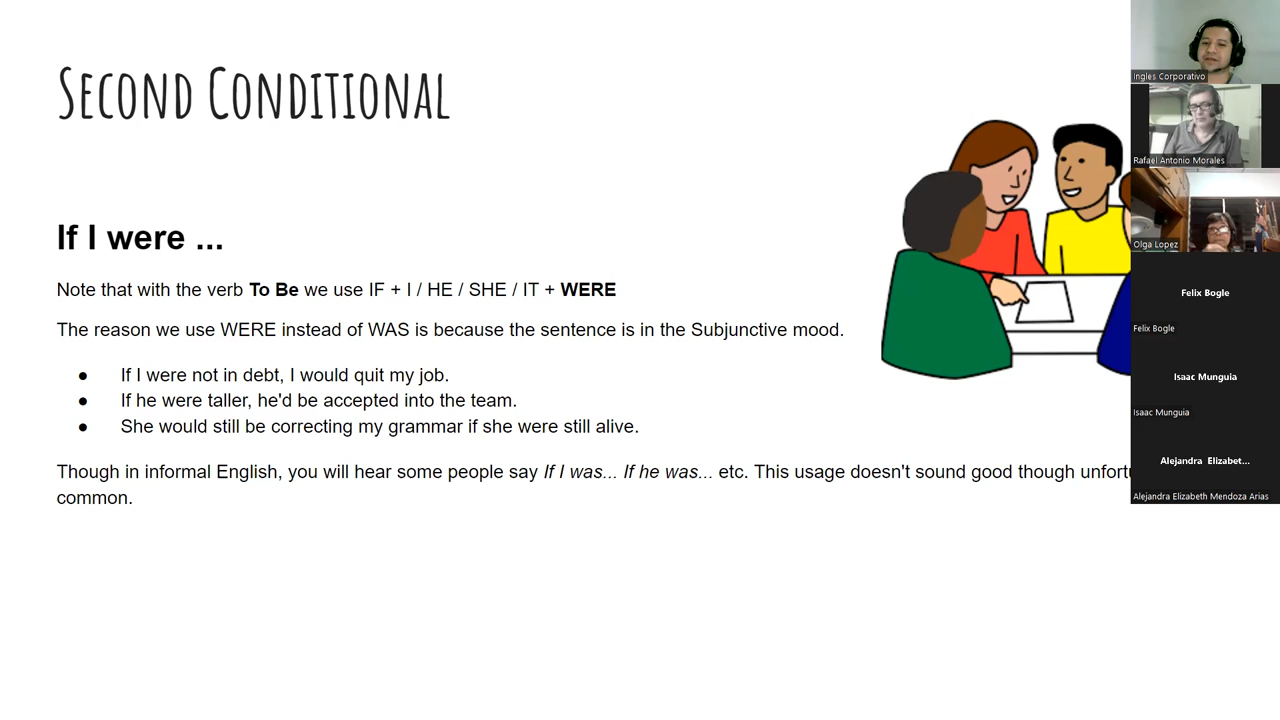 Second Conditional
If I were ...
Note that with the verb To Be we use IF + I / HE / SHE / IT + WERE
The reason we use WERE instead of WAS is because the sentence is in the Subjunctive mood.
● If I were not in debt, I would quit my job.
● If he were taller, he'd be accepted into the team.
● She would still be correcting my grammar if she were still alive.
Though in informal English, you will hear some people say If I was... If he was... etc. This usage doesn't sound good though
common.
Ingles Corporativo
Rafael Antonio Morales
Olga Lopez
Felix Bogle
Felix Bogle
Isaac Munguia
Isaac Munguia
Alejandra Elizabet...
Alejandra Elizabeth Mendoza Arias